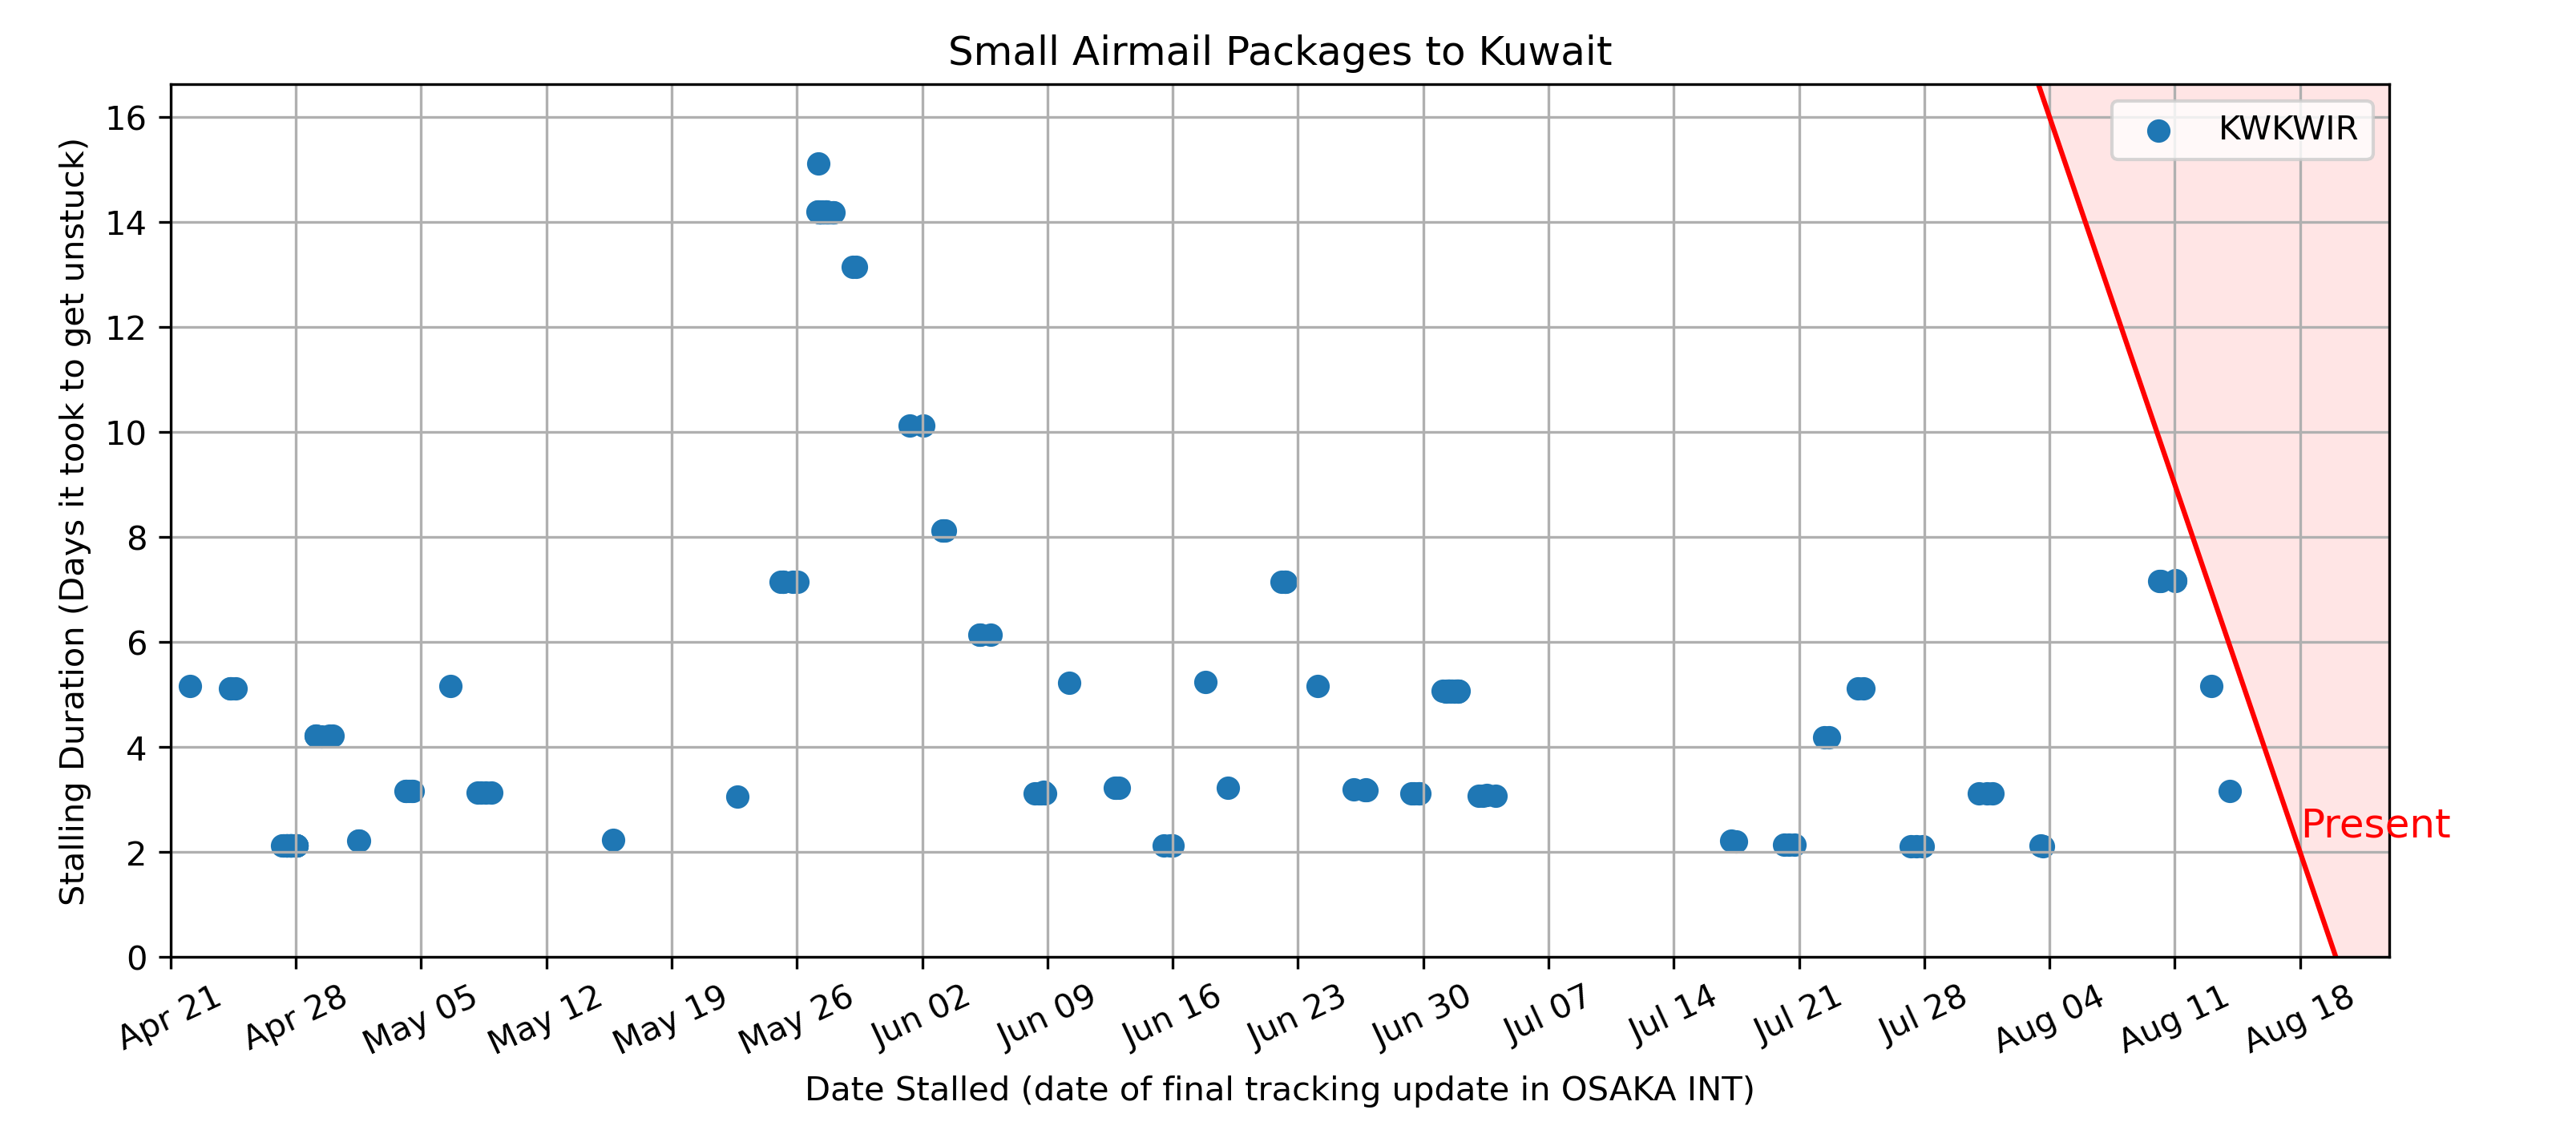 Small Airmail Packages to Kuwait
KWKWIR
Stalling Duration (Days it took to get unstuck)
16
14
12
10
8
6
4
2
0
Present
Apr 21
Apr 28
May 05
May 12
May 19
May 26
Jun 02
Jun 09
Jun 16
Jun 23
Jun 30
Jul 07
Jul 14
Jul 21
Jul 28
Aug 04
Aug 11
Aug 18
Date Stalled (date of final tracking update in OSAKA INT)